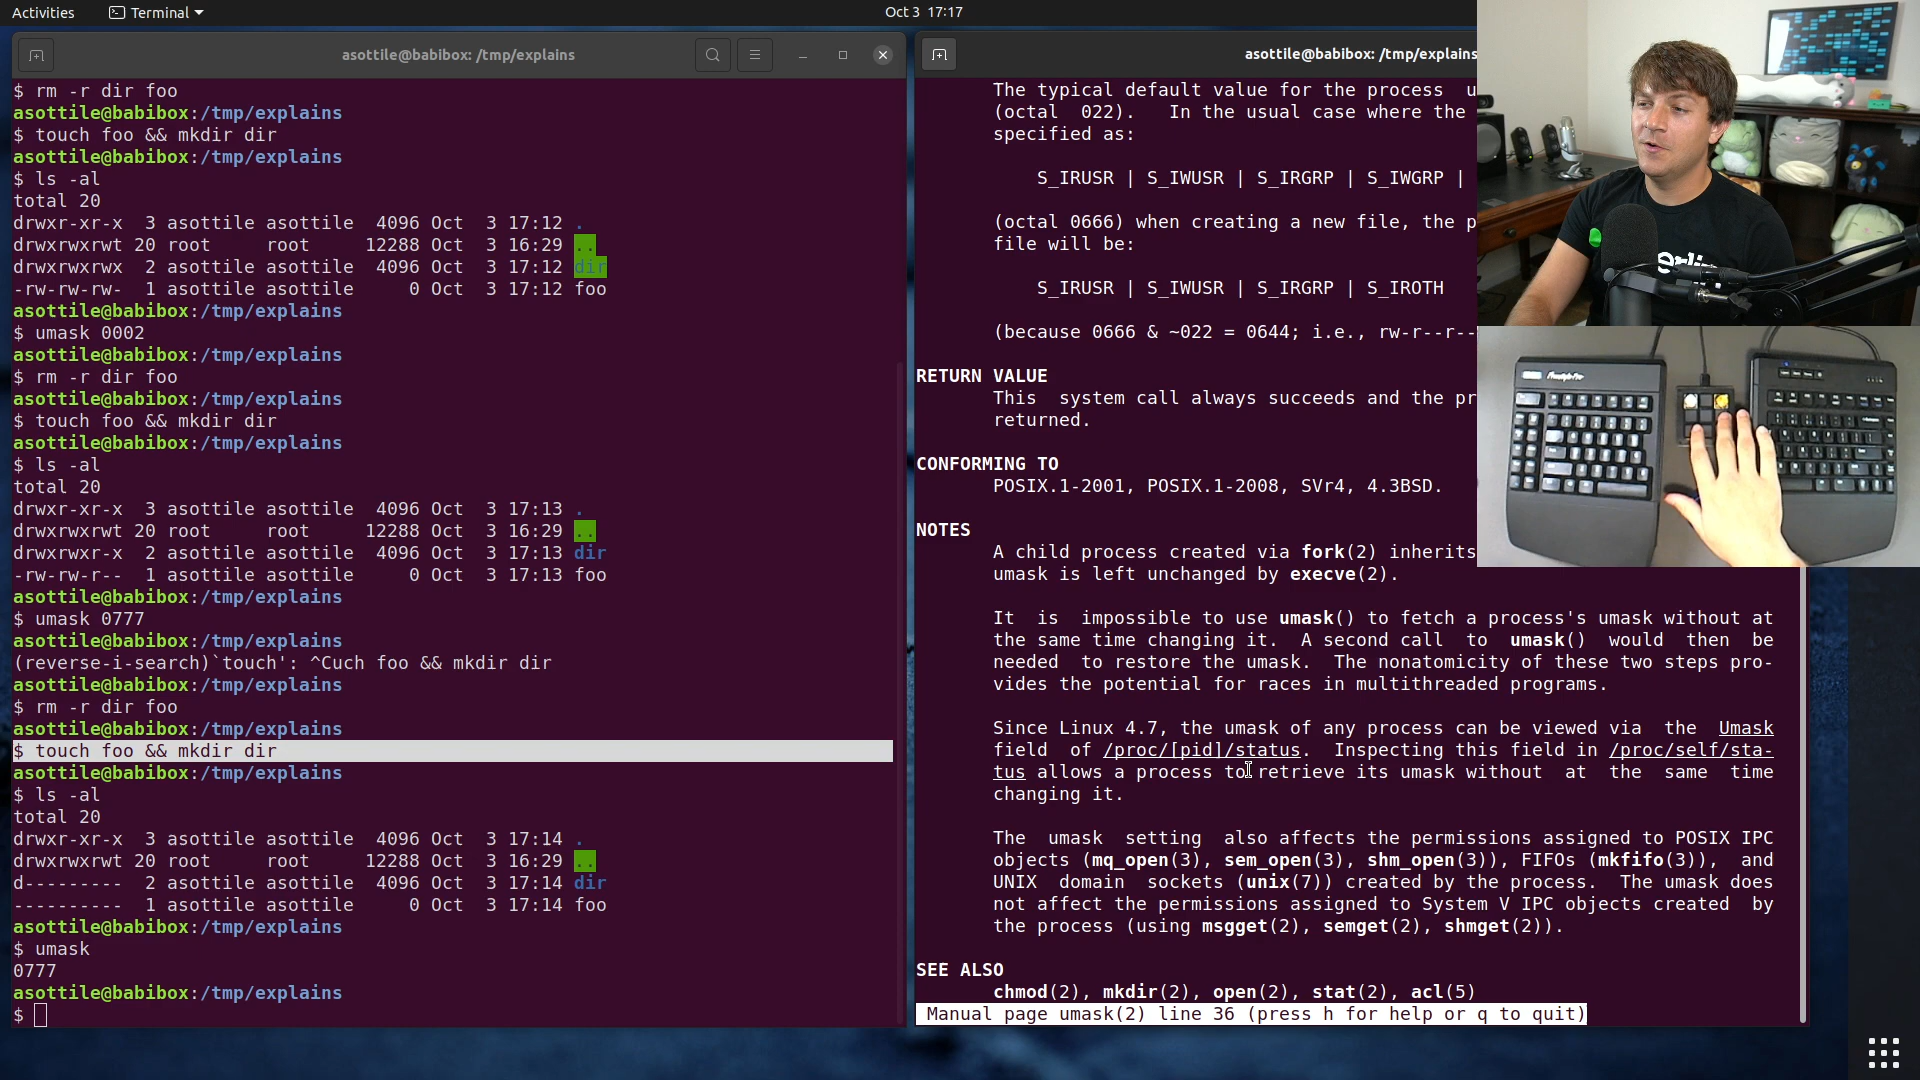 Activities
Terminal
Oct 3 17:17
asottile@babibox: /tmp/explains
$ rm -r dir foo
asottile@babibox:/tmp/explains
$ touch foo && mkdir dir
asottile@babibox:/tmp/explains
$ ls -al
total 20
drwxr-xr-x 3 asottile asottile 4096 Oct 3 17:12 .
drwxrwxrwt 20 root root 12288 Oct 3 16:29 ..
drwxrwxrwx 2 asottile asottile 4096 Oct 3 17:12 dir
-rw-rw-rw- 1 asottile asottile 0 Oct 3 17:12 foo
asottile@babibox:/tmp/explains
$ umask 0002
asottile@babibox:/tmp/explains
$ rm -r dir foo
asottile@babibox:/tmp/explains
$ touch foo && mkdir dir
asottile@babibox:/tmp/explains
$ ls -al
total 20
drwxr-xr-x 3 asottile asottile 4096 Oct 3 17:13 .
drwxrwxrwt 20 root root 12288 Oct 3 16:29 ..
drwxrwxr-x 2 asottile asottile 4096 Oct 3 17:13 dir
-rw-rw-r-- 1 asottile asottile 0 Oct 3 17:13 foo
asottile@babibox:/tmp/explains
$ umask 0777
asottile@babibox:/tmp/explains
(reverse-i-search)`touch': ^Cuch foo && mkdir dir
asottile@babibox:/tmp/explains
$ rm -r dir foo
asottile@babibox:/tmp/explains
$ touch foo && mkdir dir
asottile@babibox:/tmp/explains
$ ls -al
total 20
drwxr-xr-x 3 asottile asottile 4096 Oct 3 17:14 .
drwxrwxrwt 20 root root 12288 Oct 3 16:29 ..
d--------- 2 asottile asottile 4096 Oct 3 17:14 dir
---------- 1 asottile asottile 0 Oct 3 17:14 foo
asottile@babibox:/tmp/explains
$ umask
0777
asottile@babibox:/tmp/explains
$
asottile@babibox: /tmp/explains
The typical default value for the process u
(octal 022). In the usual case where the
specified as:
S_IRUSR | S_IWUSR | S_IRGRP | S_IWGRP |
(octal 0666) when creating a new file, the p
file will be:
S_IRUSR | S_IWUSR | S_IRGRP | S_IROTH
(because 0666 & ~022 = 0644; i.e., rw-r--r--
RETURN VALUE
This system call always succeeds and the pr
returned.
CONFORMING TO
POSIX.1-2001, POSIX.1-2008, SVr4, 4.3BSD.
NOTES
A child process created via fork(2) inherits
umask is left unchanged by execve(2).
It is impossible to use umask() to fetch a process's umask without at
the same time changing it. A second call to umask() would then be
needed to restore the umask. The nonatomicity of these two steps pro-
vides the potential for races in multithreaded programs.
Since Linux 4.7, the umask of any process can be viewed via the Umask
field of /proc/[pid]/status. Inspecting this field in /proc/self/sta-
tus allows a process to retrieve its umask without at the same time
changing it.
The umask setting also affects the permissions assigned to POSIX IPC
objects (mq_open(3), sem_open(3), shm_open(3)), FIFOs (mkfifo(3)), and
UNIX domain sockets (unix(7)) created by the process. The umask does
not affect the permissions assigned to System V IPC objects created by
the process (using msgget(2), semget(2), shmget(2)).
SEE ALSO
chmod(2), mkdir(2), open(2), stat(2), acl(5)
Manual page umask(2) line 36 (press h for help or q to quit)